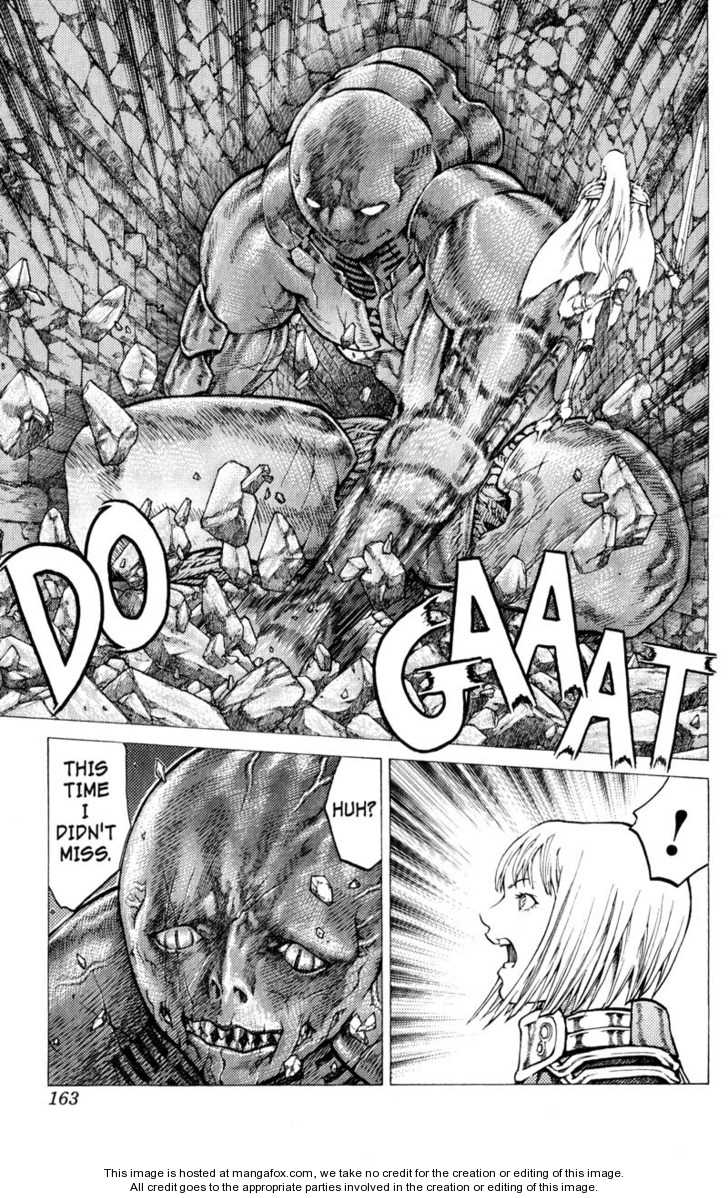 DO
GAAAT
THIS
TIME
I
DIDN'T
MISS.
HUH?
!
163
This image is hosted at mangafox.com, we take no credit for the creation or editing of this image.
All credit goes to the appropriate parties involved in the creation or editing of this image.